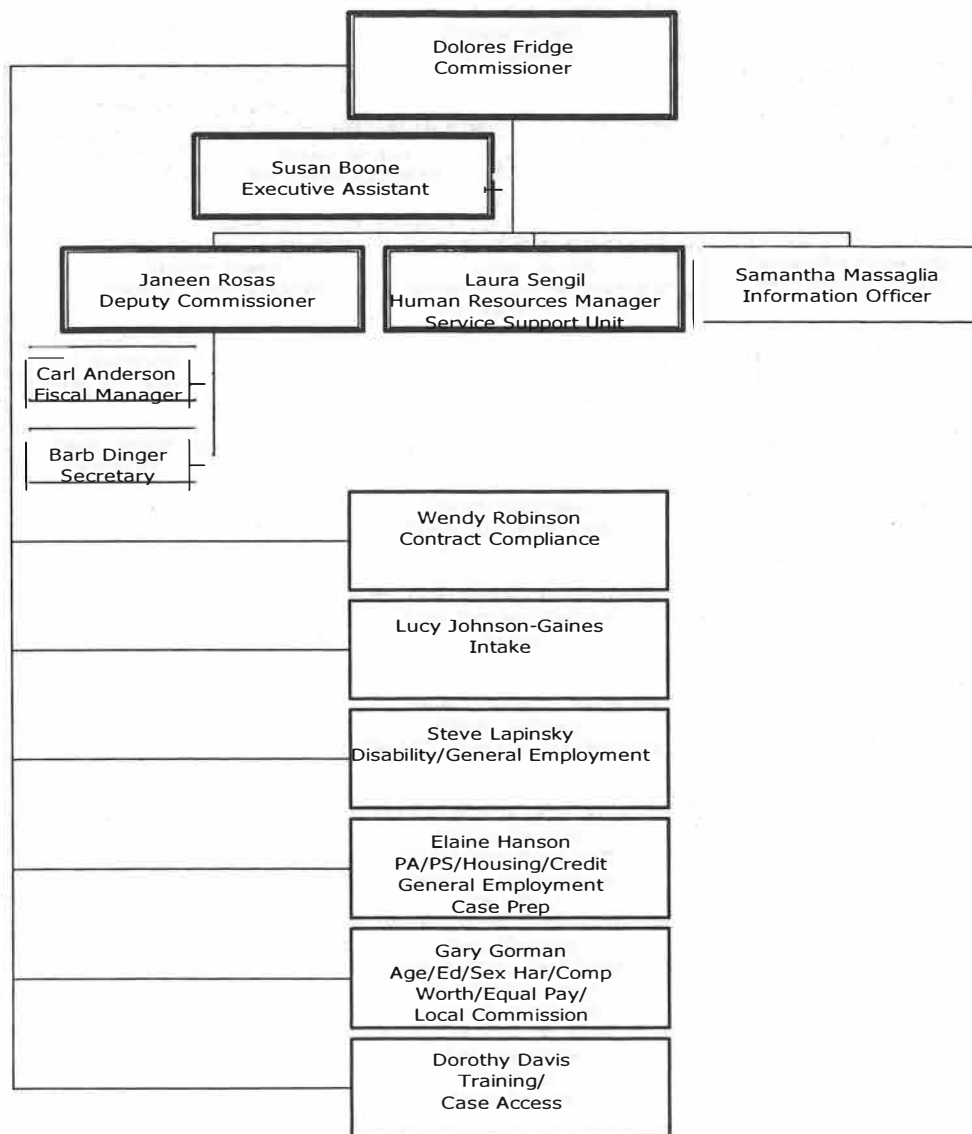 Dolores Fridge
Commissioner
Susan Boone
Executive Assistant
Janeen Rosas
Deputy Commissioner
Laura Sengil
Human Resources Manager
Service Support Unit
Samantha Massaglia
Information Officer
Carl Anderson
Fiscal Manager
Barb Dinger
Secretary
Wendy Robinson
Contract Compliance
Lucy Johnson-Gaines
Intake
Steve Lapinsky
Disability/General Employment
Elaine Hanson
PA/PS/Housing/Credit
General Employment
Case Prep
Gary Gorman
Age/Ed/Sex Har/Comp
Worth/Equal Pay/
Local Commission
Dorothy Davis
Training/
Case Access